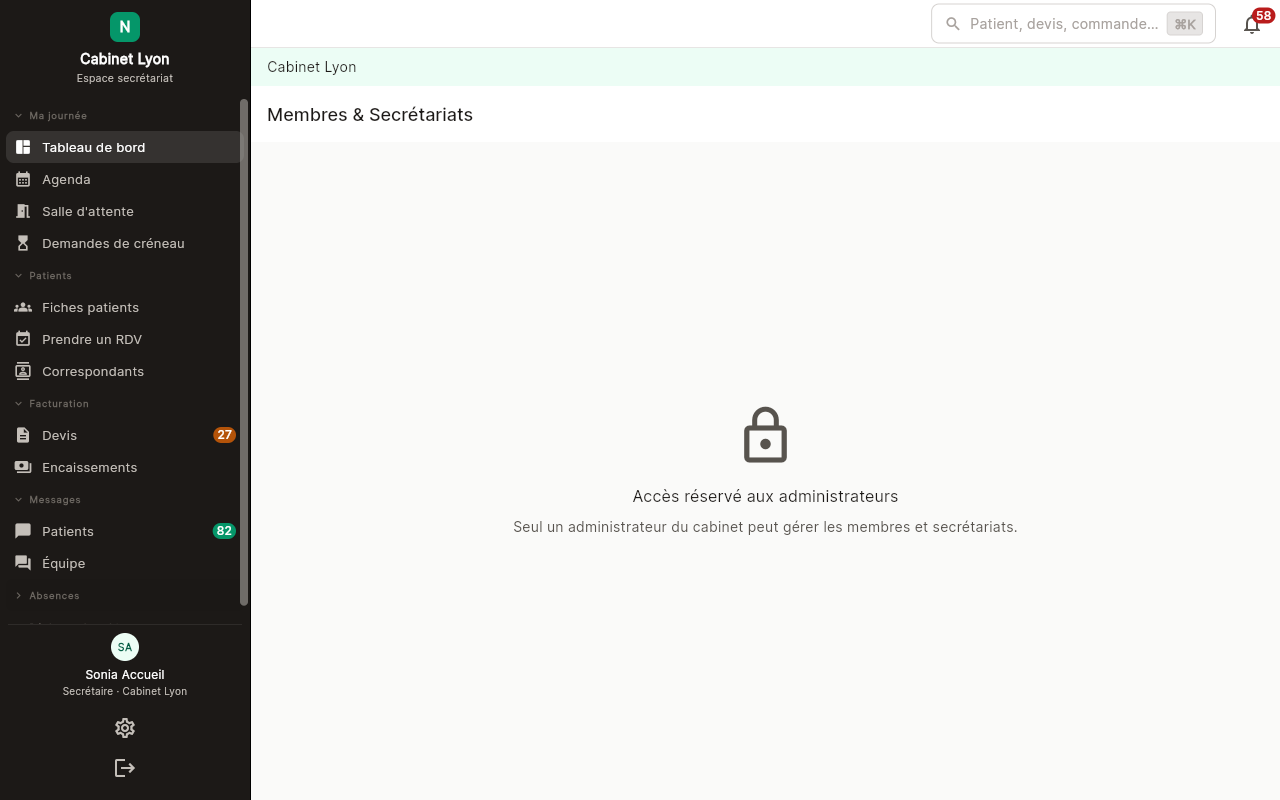 N
Cabinet Lyon
Espace secrétariat
Ma journée
Tableau de bord
Agenda
Salle d'attente
Demandes de créneau
Patients
Fiches patients
Prendre un RDV
Correspondants
Facturation
Devis 27
Encaissements
Messages
Patients 82
Équipe
Absences
SA
Sonia Accueil
Secrétaire · Cabinet Lyon
Patient, devis, commande... ⌘K
58
Cabinet Lyon
Membres & Secrétariats
Accès réservé aux administrateurs
Seul un administrateur du cabinet peut gérer les membres et secrétariats.